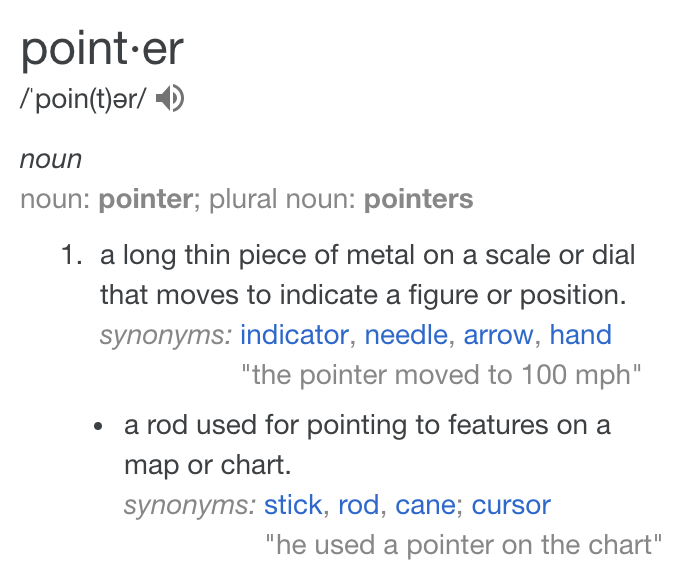 point·er
/ˈpoin(t)ər/
noun
noun: pointer; plural noun: pointers
1. a long thin piece of metal on a scale or dial
that moves to indicate a figure or position.
synonyms: indicator, needle, arrow, hand
"the pointer moved to 100 mph"
• a rod used for pointing to features on a
map or chart.
synonyms: stick, rod, cane; cursor
"he used a pointer on the chart"